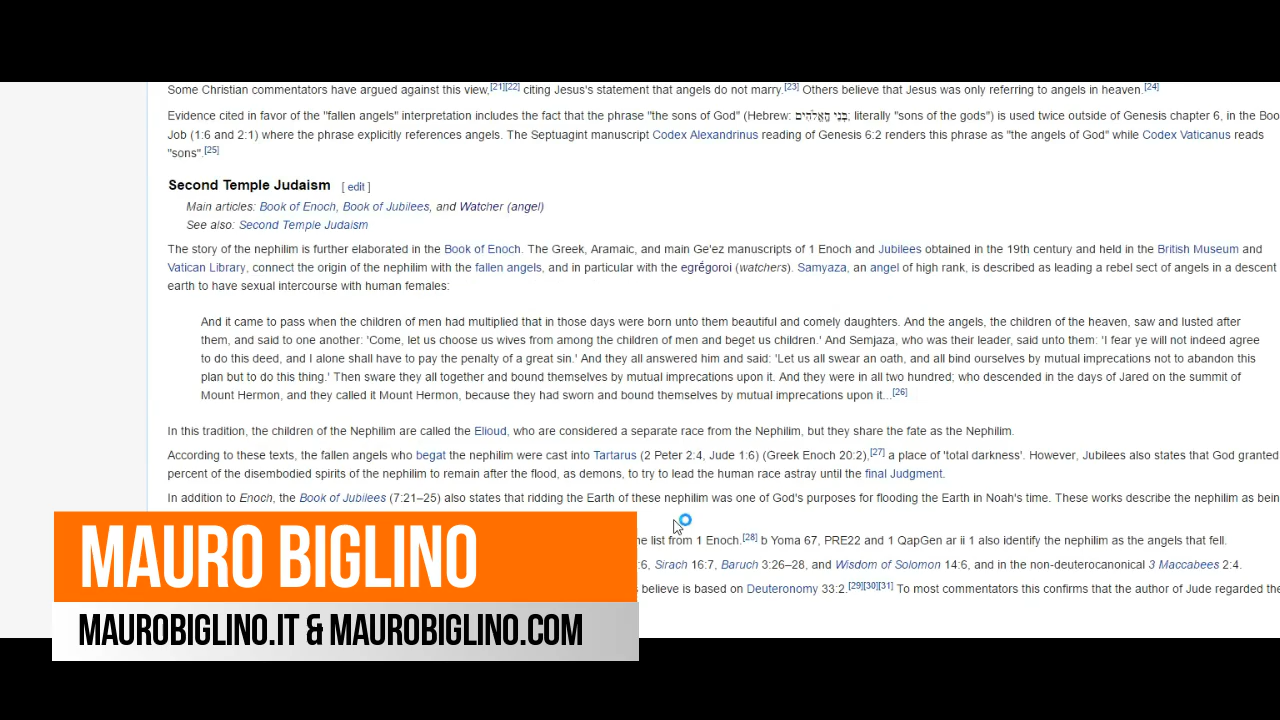 Some Christian commentators have argued against this view,[21][22] citing Jesus's statement that angels do not marry.[23] Others believe that Jesus was only referring to angels in heaven.[24]
Evidence cited in favor of the "fallen angels" interpretation includes the fact that the phrase "the sons of God" (Hebrew: בְּנֵי הָאֱלֹהִים; literally "sons of the gods") is used twice outside of Genesis chapter 6, in the Boo
Job (1:6 and 2:1) where the phrase explicitly references angels. The Septuagint manuscript Codex Alexandrinus reading of Genesis 6:2 renders this phrase as "the angels of God" while Codex Vaticanus reads
"sons".[25]
Second Temple Judaism [ edit ]
Main articles: Book of Enoch, Book of Jubilees, and Watcher (angel)
See also: Second Temple Judaism
The story of the nephilim is further elaborated in the Book of Enoch. The Greek, Aramaic, and main Ge'ez manuscripts of 1 Enoch and Jubilees obtained in the 19th century and held in the British Museum and
Vatican Library, connect the origin of the nephilim with the fallen angels, and in particular with the egrḗgoroi (watchers). Samyaza, an angel of high rank, is described as leading a rebel sect of angels in a descent
earth to have sexual intercourse with human females:
And it came to pass when the children of men had multiplied that in those days were born unto them beautiful and comely daughters. And the angels, the children of the heaven, saw and lusted after
them, and said to one another: 'Come, let us choose us wives from among the children of men and beget us children.' And Semjaza, who was their leader, said unto them: 'I fear ye will not indeed agree
to do this deed, and I alone shall have to pay the penalty of a great sin.' And they all answered him and said: 'Let us all swear an oath, and all bind ourselves by mutual imprecations not to abandon this
plan but to do this thing.' Then sware they all together and bound themselves by mutual imprecations upon it. And they were in all two hundred; who descended in the days of Jared on the summit of
Mount Hermon, and they called it Mount Hermon, because they had sworn and bound themselves by mutual imprecations upon it...[26]
In this tradition, the children of the Nephilim are called the Elioud, who are considered a separate race from the Nephilim, but they share the fate as the Nephilim.
According to these texts, the fallen angels who begat the nephilim were cast into Tartarus (2 Peter 2:4, Jude 1:6) (Greek Enoch 20:2),[27] a place of 'total darkness'. However, Jubilees also states that God granted
percent of the disembodied spirits of the nephilim to remain after the flood, as demons, to try to lead the human race astray until the final Judgment.
In addition to Enoch, the Book of Jubilees (7:21–25) also states that ridding the Earth of these nephilim was one of God's purposes for flooding the Earth in Noah's time. These works describe the nephilim as bein
he list from 1 Enoch.[28] b Yoma 67, PRE22 and 1 QapGen ar ii 1 also identify the nephilim as the angels that fell.
:6, Sirach 16:7, Baruch 3:26–28, and Wisdom of Solomon 14:6, and in the non-deuterocanonical 3 Maccabees 2:4.
believe is based on Deuteronomy 33:2.[29][30][31] To most commentators this confirms that the author of Jude regarded the
MAURO BIGLINO
MAUROBIGLINO.IT & MAUROBIGLINO.COM